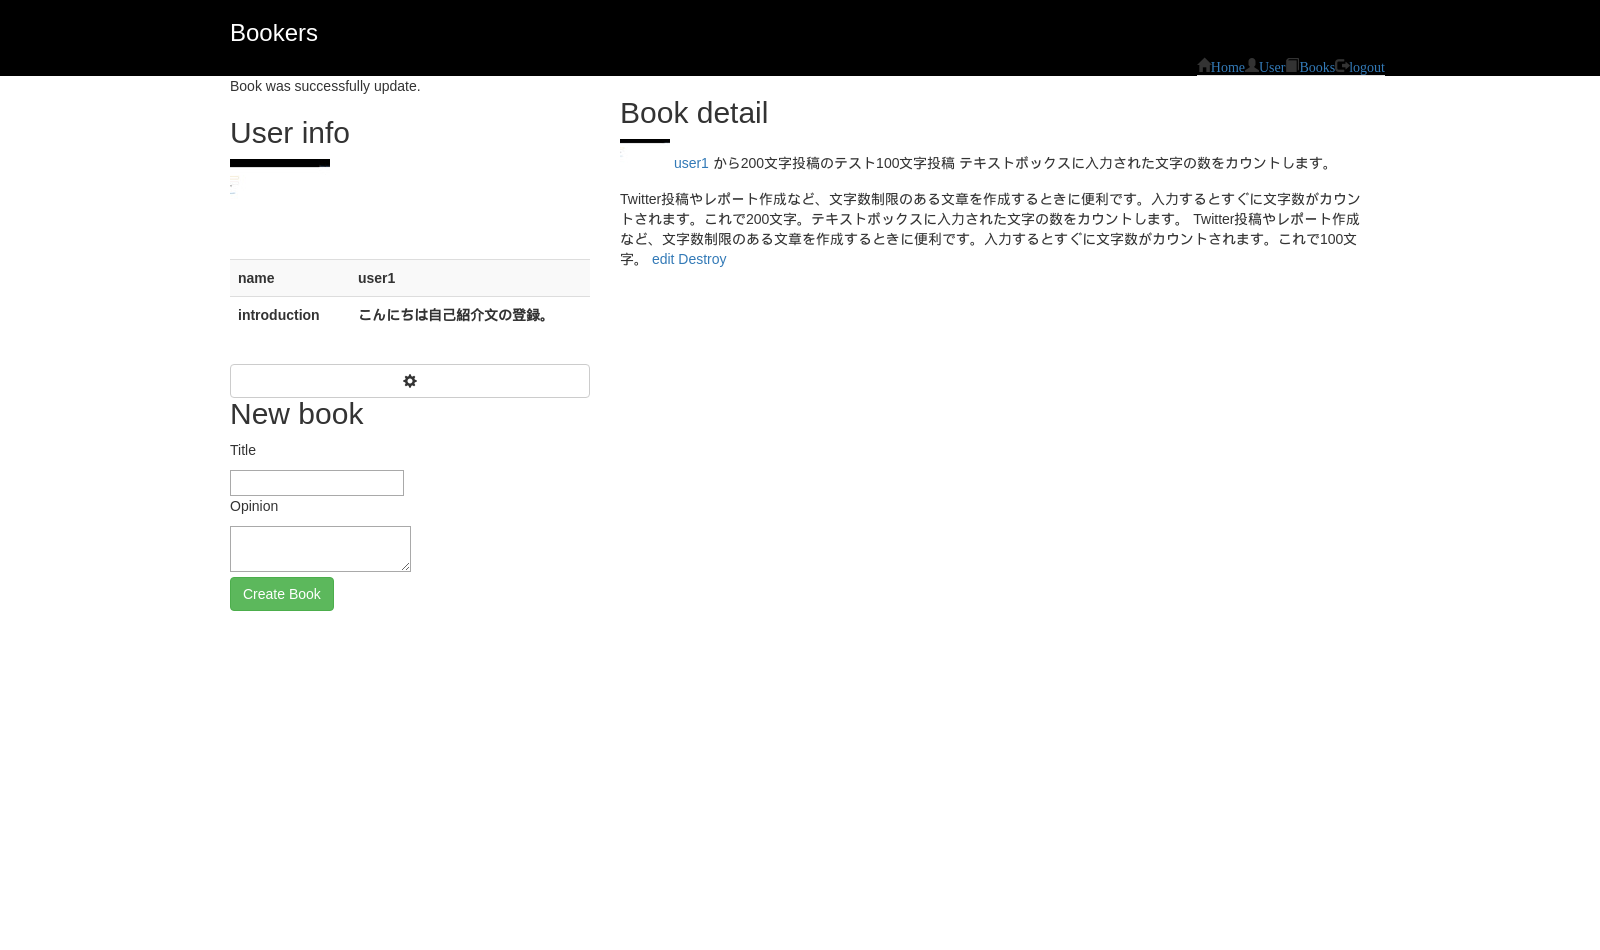 Bookers
Home User Books logout
Book was successfully update.
User info
name user1
introduction こんにちは自己紹介文の登録。
New book
Title
Opinion
Create Book
Book detail
user1 から200文字投稿のテスト100文字投稿 テキストボックスに入力された文字の数をカウントします。
Twitter投稿やレポート作成など、文字数制限のある文章を作成するときに便利です。入力するとすぐに文字数がカウン
トされます。これで200文字。テキストボックスに入力された文字の数をカウントします。 Twitter投稿やレポート作成
など、文字数制限のある文章を作成するときに便利です。入力するとすぐに文字数がカウントされます。これで100文
字。 edit Destroy